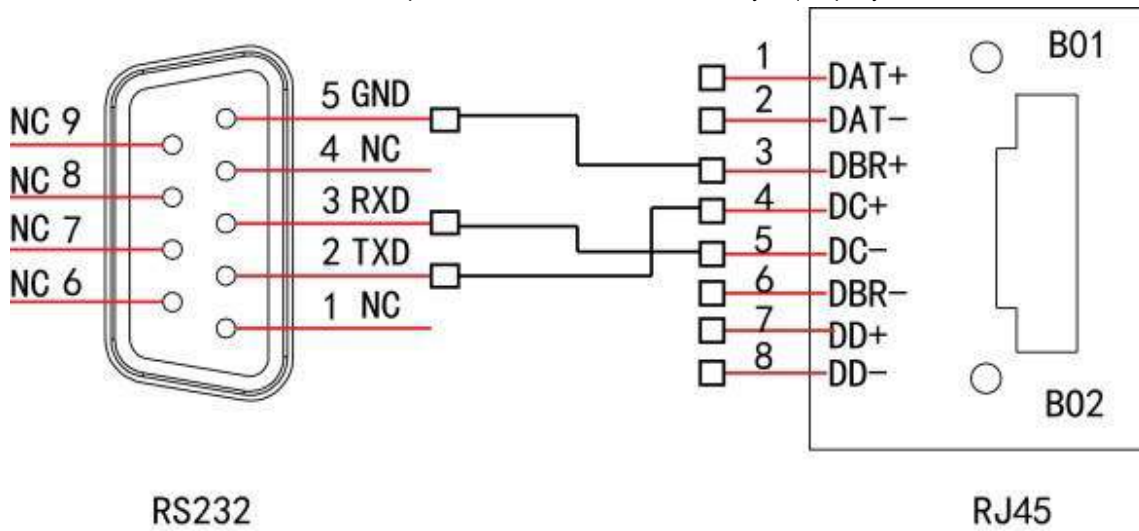 NC 9
NC 8
NC 7
NC 6
5 GND
4 NC
3 RXD
2 TXD
1 NC
1 DAT+
2 DAT-
3 DBR+
4 DC+
5 DC-
6 DBR-
7 DD+
8 DD-
B01
B02
RS232
RJ45